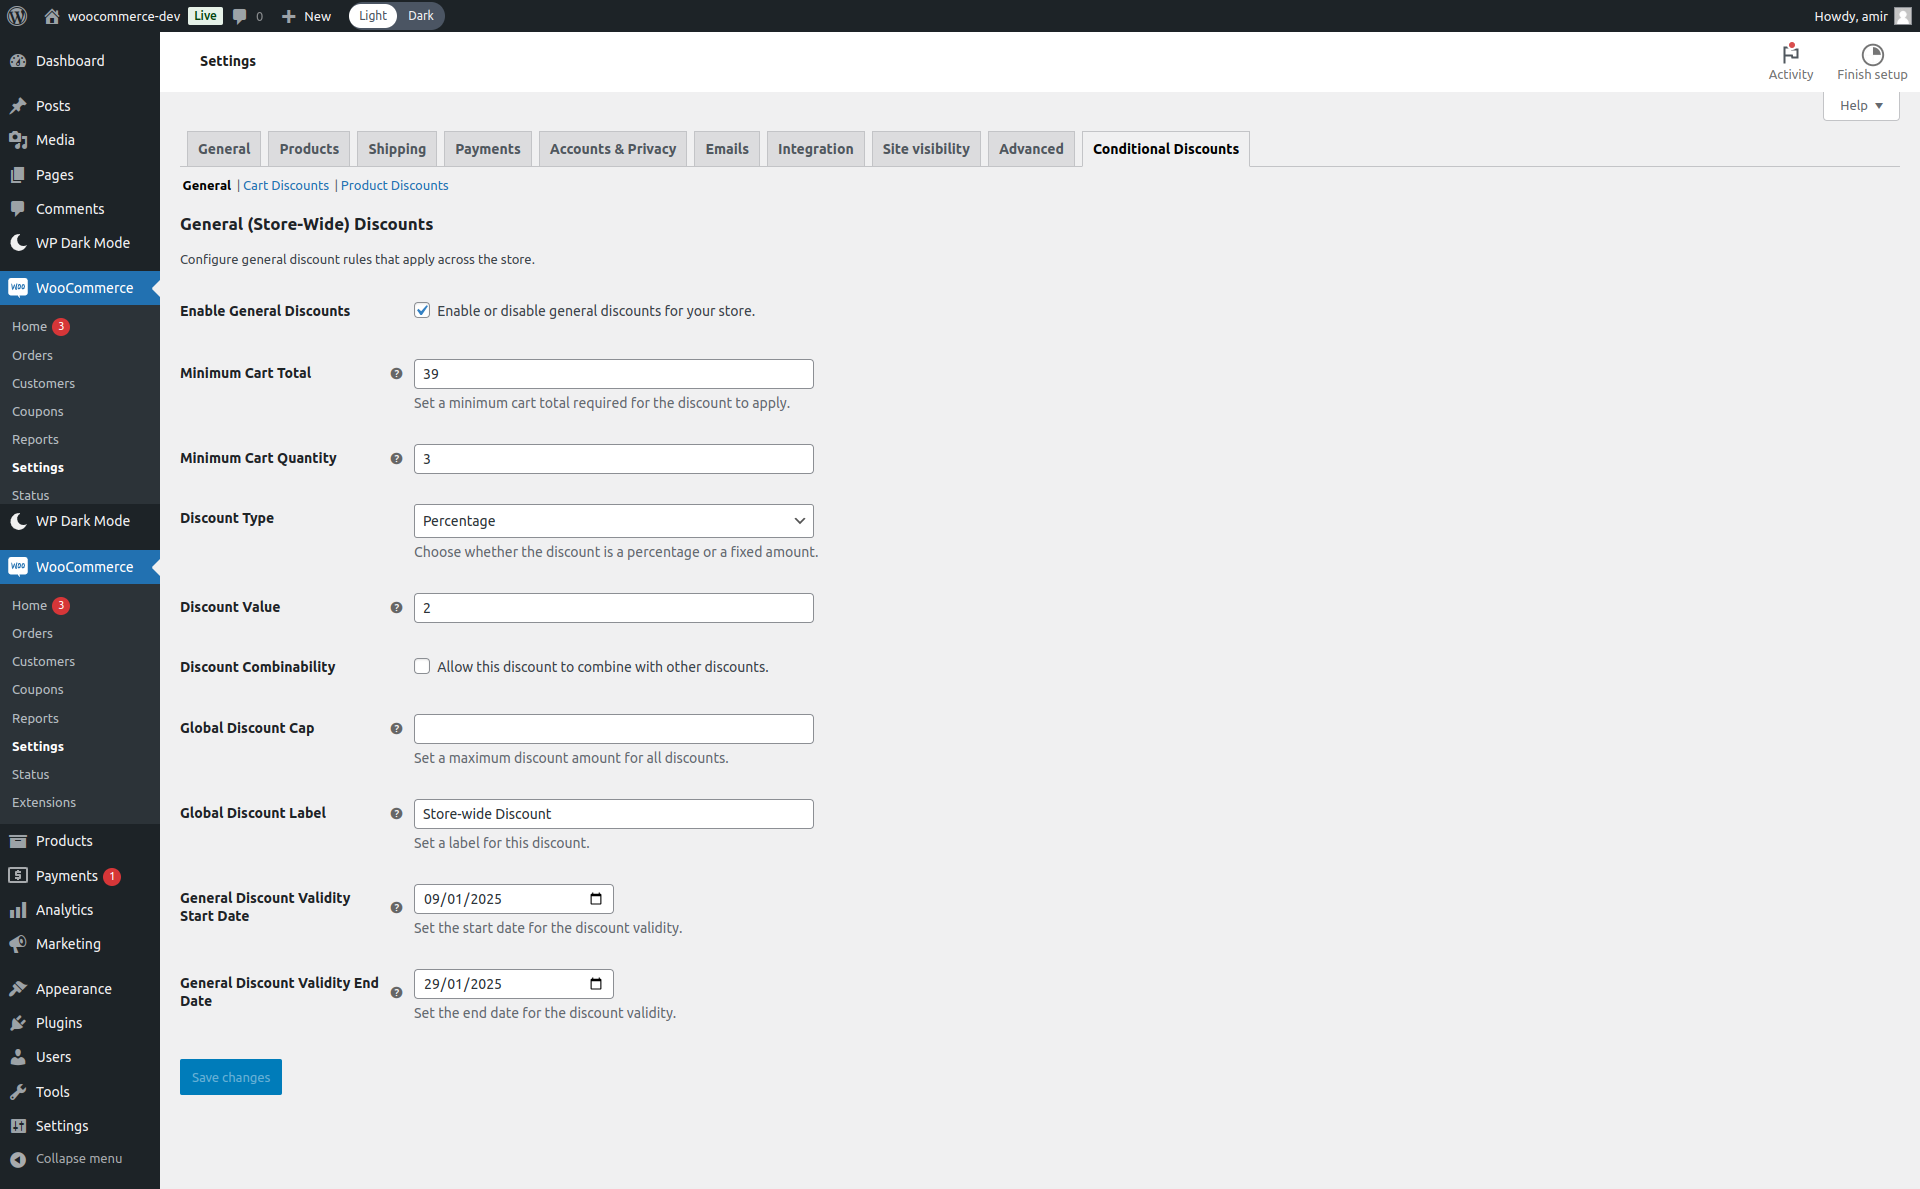 woocommerce-dev Live 0 New Light Dark Howdy, amir
Settings
Activity
Finish setup
Help
Dashboard
Posts
Media
Pages
Comments
WP Dark Mode
WooCommerce
Home 3
Orders
Customers
Coupons
Reports
Settings
Status
WP Dark Mode
WooCommerce
Home 3
Orders
Customers
Coupons
Reports
Settings
Status
Extensions
Products
Payments 1
Analytics
Marketing
Appearance
Plugins
Users
Tools
Settings
Collapse menu
General Products Shipping Payments Accounts & Privacy Emails Integration Site visibility Advanced Conditional Discounts
General | Cart Discounts | Product Discounts
General (Store-Wide) Discounts
Configure general discount rules that apply across the store.
Enable General Discounts Enable or disable general discounts for your store.
Minimum Cart Total 39
Set a minimum cart total required for the discount to apply.
Minimum Cart Quantity 3
Discount Type Percentage
Choose whether the discount is a percentage or a fixed amount.
Discount Value 2
Discount Combinability Allow this discount to combine with other discounts.
Global Discount Cap
Set a maximum discount amount for all discounts.
Global Discount Label Store-wide Discount
Set a label for this discount.
General Discount Validity
Start Date
09/01/2025
Set the start date for the discount validity.
General Discount Validity End
Date
29/01/2025
Set the end date for the discount validity.
Save changes